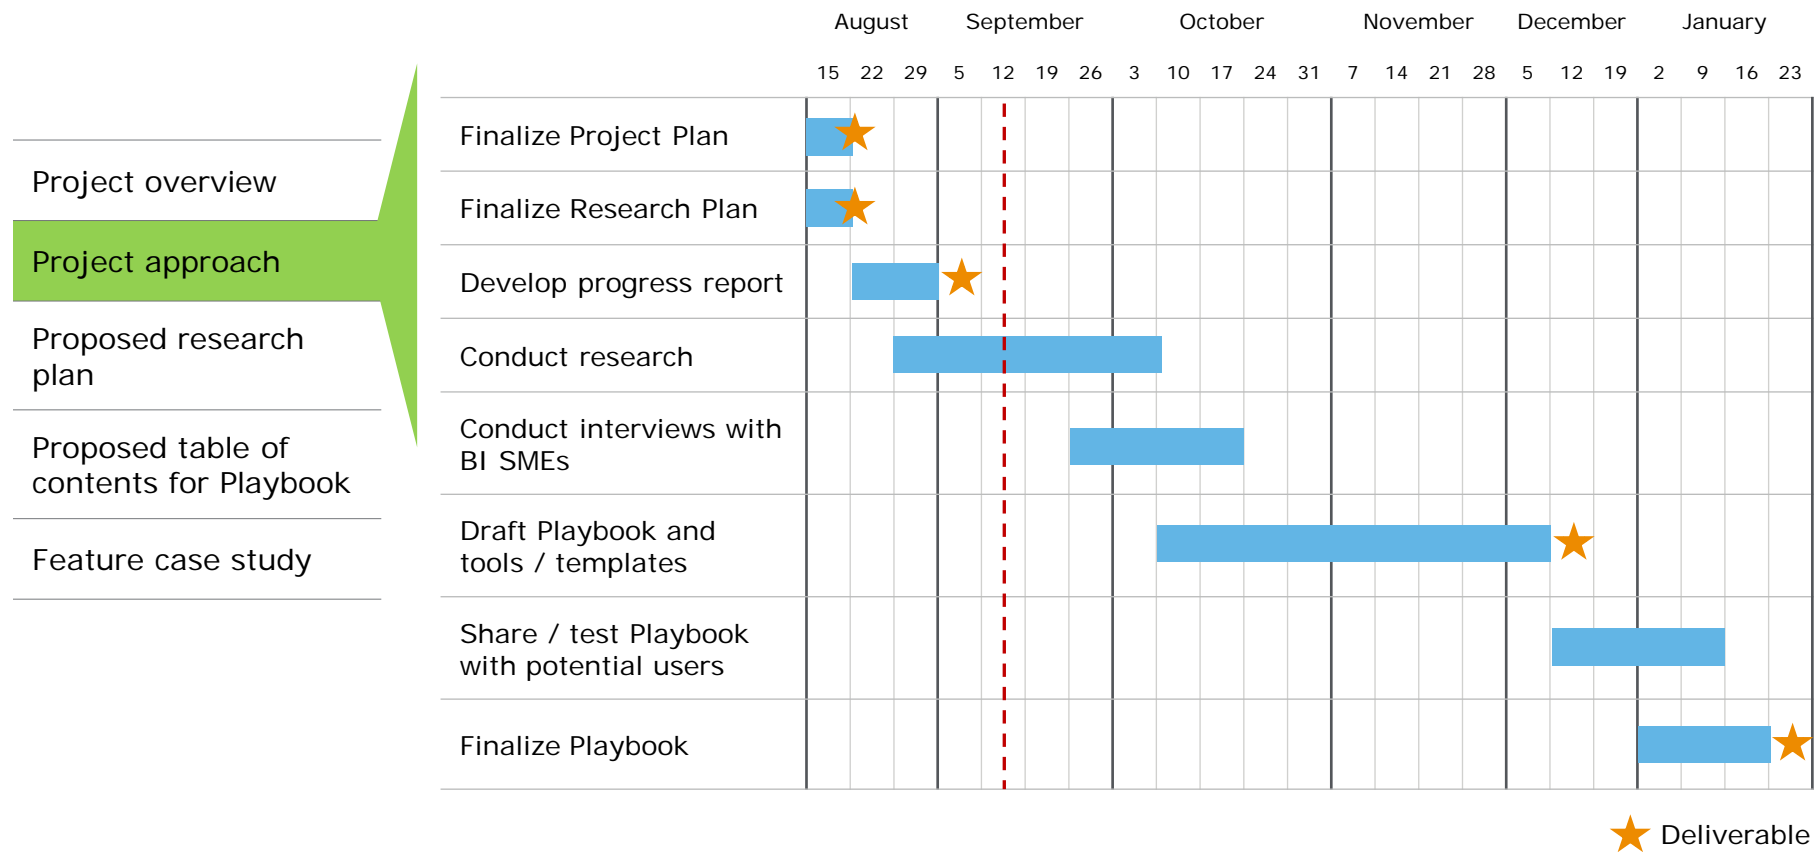 Project overview
Project approach
Proposed research
plan
Proposed table of
contents for Playbook
Feature case study
August September October November December January
15 22 29 5 12 19 26 3 10 17 24 31 7 14 21 28 5 12 19 2 9 16 23
Finalize Project Plan
Finalize Research Plan
Develop progress report
Conduct research
Conduct interviews with
BI SMEs
Draft Playbook and
tools / templates
Share / test Playbook
with potential users
Finalize Playbook
Deliverable